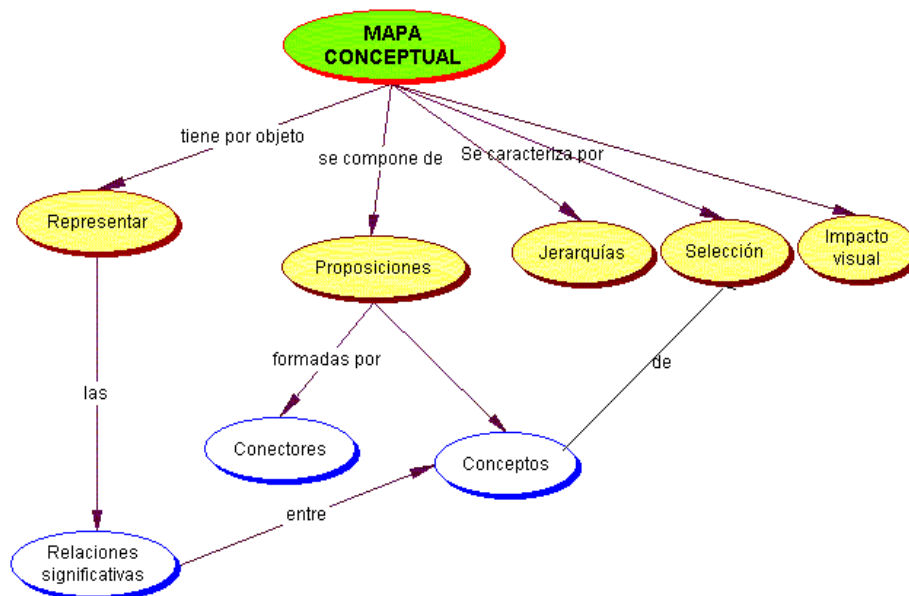 MAPA
CONCEPTUAL
tiene por objeto
se compone de
Se caracteriza por
Representar
Proposiciones
Jerarquías
Selección
Impacto
visual
formadas por
de
las
Conectores
Conceptos
entre
Relaciones
significativas